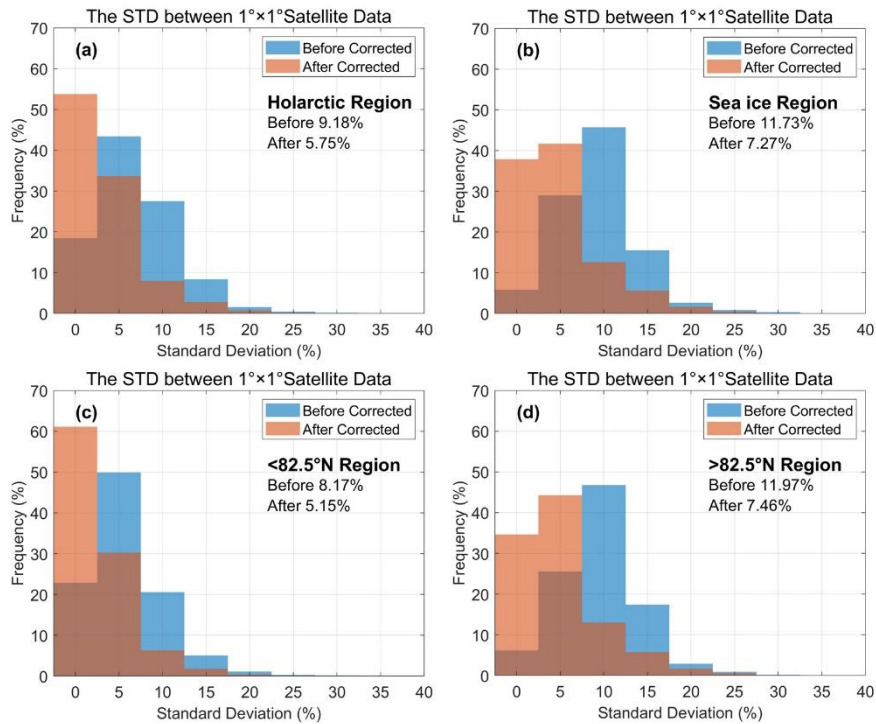 The STD between 1°×1°Satellite Data
70
60
50
40
30
20
10
0
Frequency (%)
(a)
Before Corrected
After Corrected
Holarctic Region
Before 9.18%
After 5.75%
0 5 10 15 20 25 30 35 40
Standard Deviation (%)
The STD between 1°×1°Satellite Data
70
60
50
40
30
20
10
0
Frequency (%)
(b)
Before Corrected
After Corrected
Sea ice Region
Before 11.73%
After 7.27%
0 5 10 15 20 25 30 35 40
Standard Deviation (%)
The STD between 1°×1°Satellite Data
70
60
50
40
30
20
10
0
Frequency (%)
(c)
Before Corrected
After Corrected
<82.5°N Region
Before 8.17%
After 5.15%
0 5 10 15 20 25 30 35 40
Standard Deviation (%)
The STD between 1°×1°Satellite Data
70
60
50
40
30
20
10
0
Frequency (%)
(d)
Before Corrected
After Corrected
>82.5°N Region
Before 11.97%
After 7.46%
0 5 10 15 20 25 30 35 40
Standard Deviation (%)